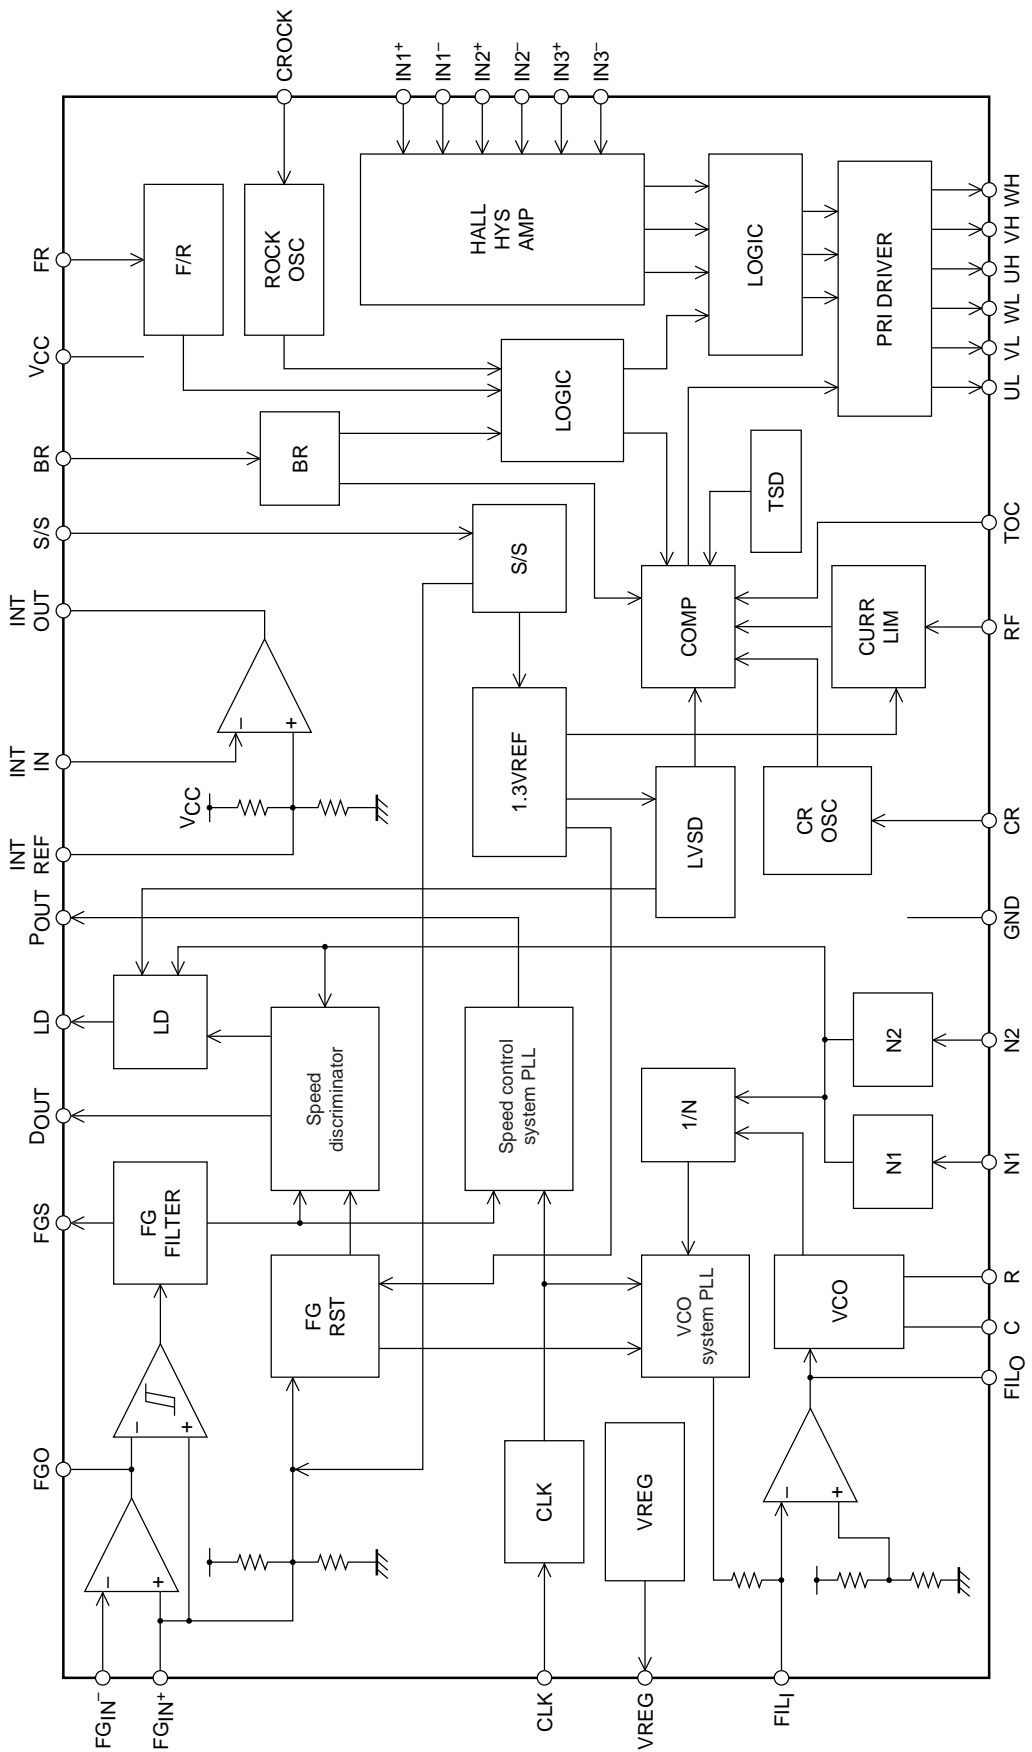 FGIN−
FGIN+
FGO
FGS
DOUT
LD
POUT
INT
REF
INT
IN
INT
OUT
S/S
BR
VCC
FR
CROCK
IN1+
IN1−
IN2+
IN2−
IN3+
IN3−
−
+
−
+
FG
FILTER
LD
VCC
−
+
F/R
ROCK
OSC
FG
RST
Speed
discriminator
BR
HALL
HYS
AMP
CLK
Speed control
system PLL
1.3VREF
S/S
LOGIC
VREG
VCO
system PLL
1/N
LVSD
COMP
TSD
LOGIC
−
+
VCO
N1
N2
CR
OSC
CURR
LIM
PRI DRIVER
CLK
VREG
FILI
FILO
C
R
N1
N2
GND
CR
RF
TOC
UL
VL
WL
UH
VH
WH